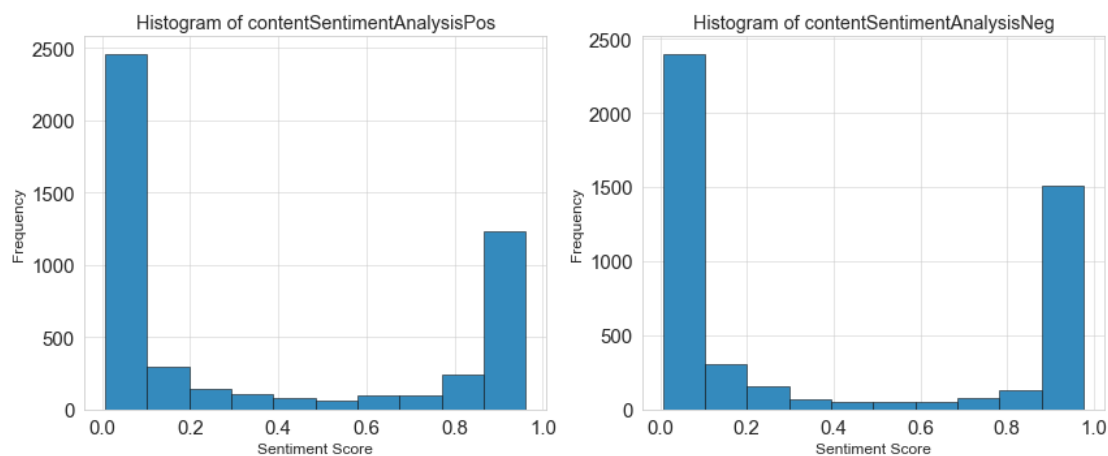 Histogram of contentSentimentAnalysisPos
2500
2000
1500
1000
500
0
Frequency
0.0 0.2 0.4 0.6 0.8 1.0
Sentiment Score
Histogram of contentSentimentAnalysisNeg
2500
2000
1500
1000
500
0
Frequency
0.0 0.2 0.4 0.6 0.8 1.0
Sentiment Score